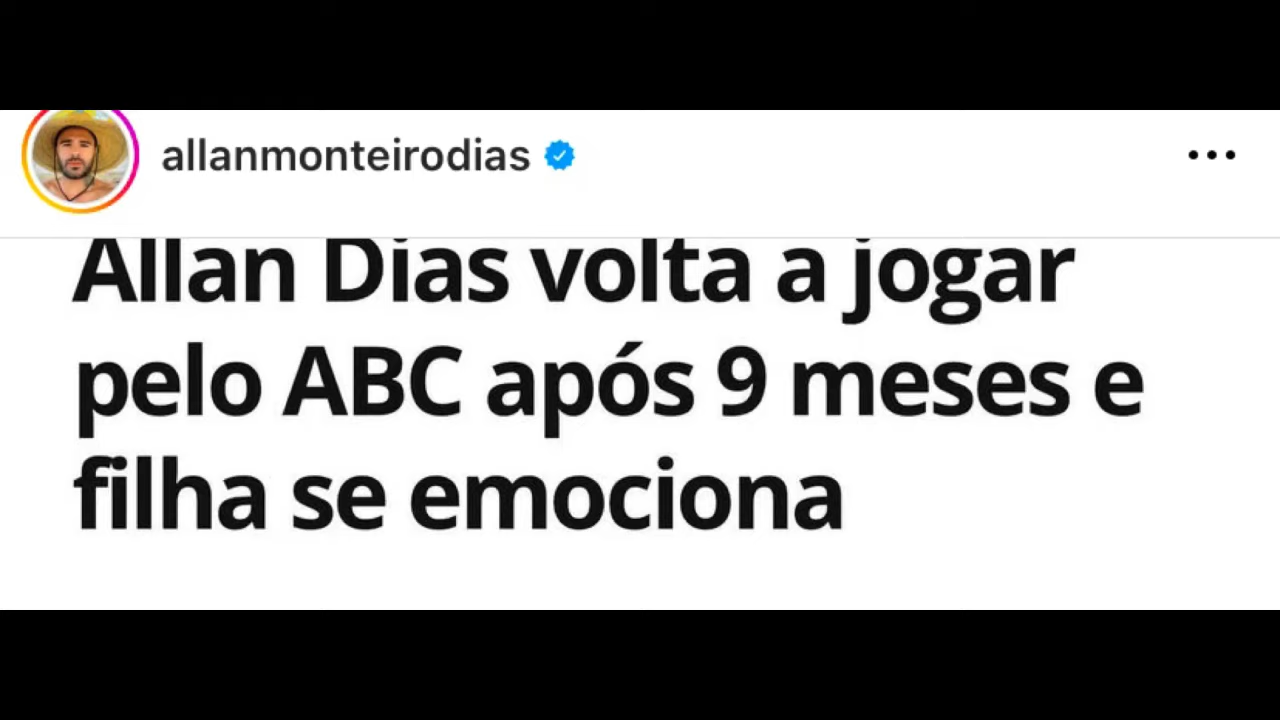 allanmonteirodias
Allan Dias volta a jogar
pelo ABC após 9 meses e
filha se emociona